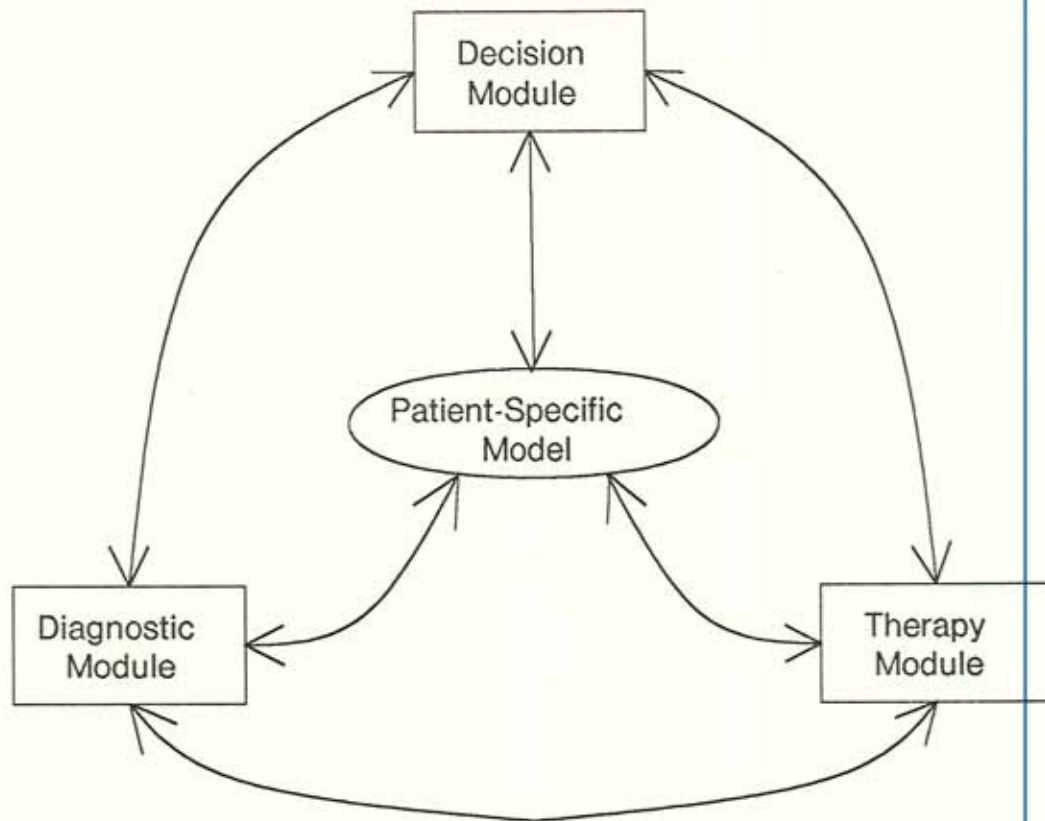 Decision
Module
Patient-Specific
Model
Diagnostic
Module
Therapy
Module